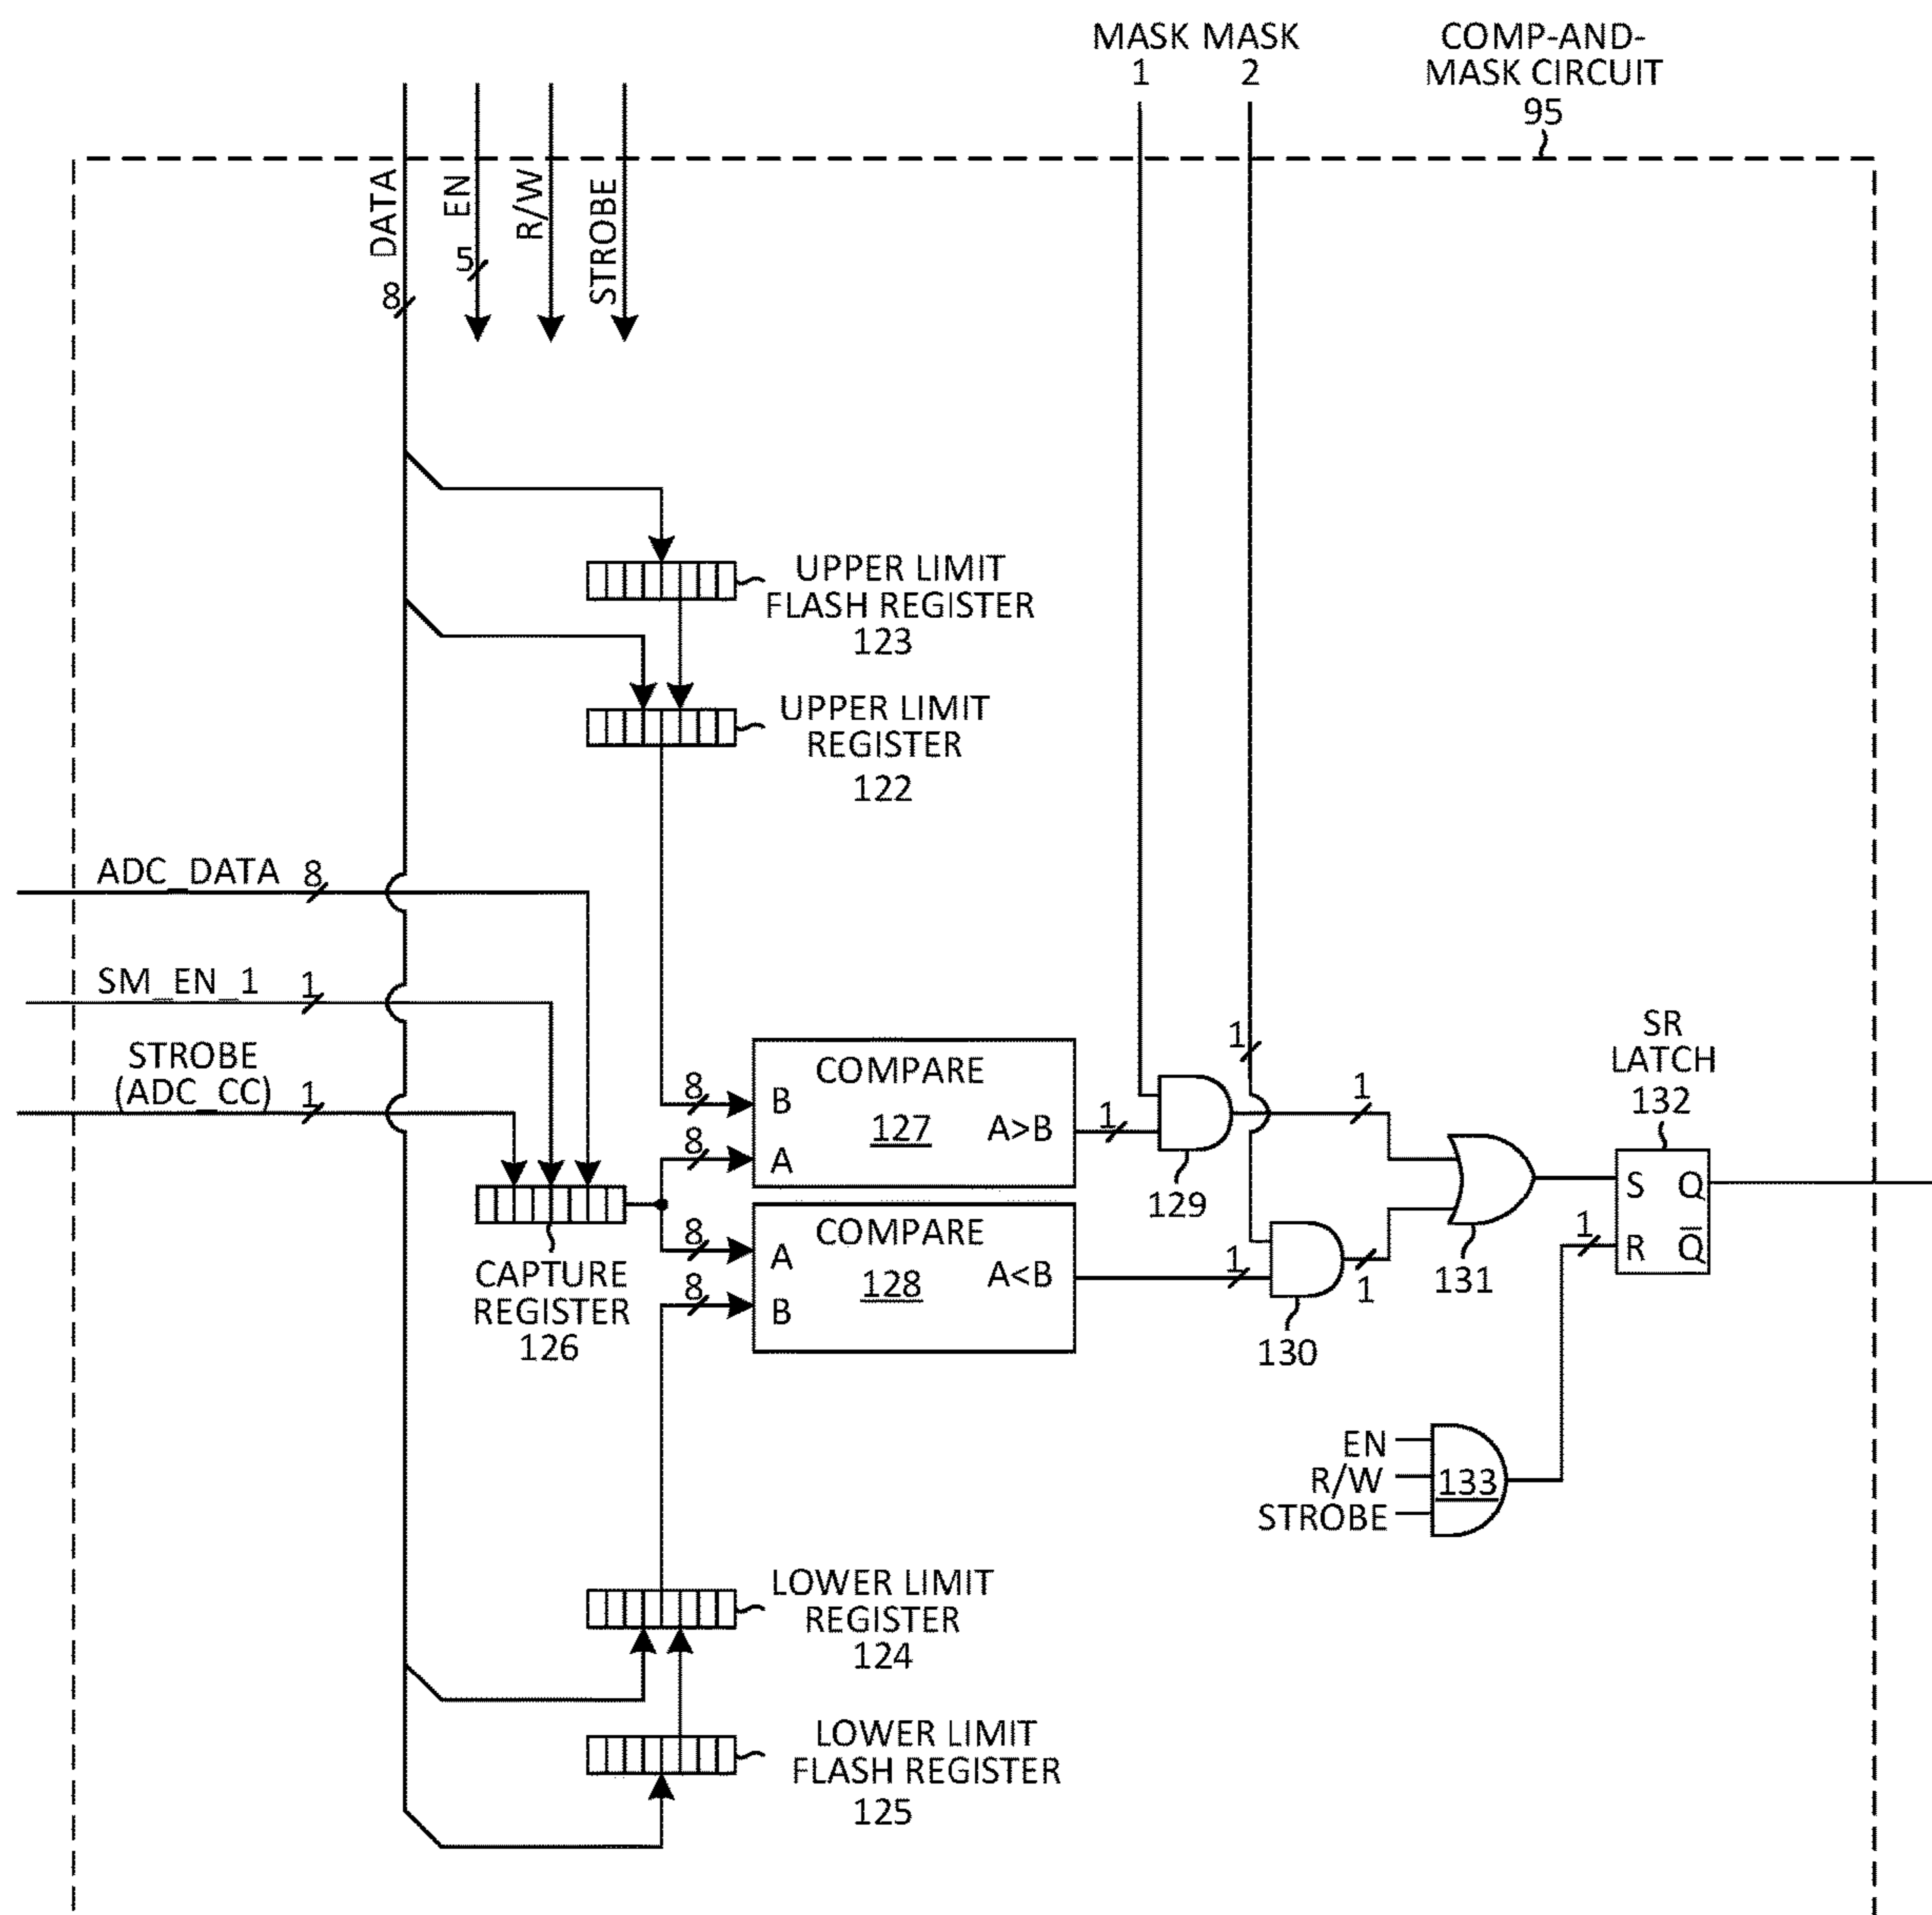 MASK MASK
1 2
COMP-AND-
MASK CIRCUIT
95
DATA
8
EN
5
R/W
STROBE
UPPER LIMIT
FLASH REGISTER
123
UPPER LIMIT
REGISTER
122
ADC_DATA 8
SM_EN_1 1
STROBE
(ADC_CC) 1
CAPTURE
REGISTER
126
8
8
COMPARE
127
B
A
A>B
8
8
COMPARE
128
A
B
A<B
1
129
1
1
1
130
1
131
SR
LATCH
132
S Q
R Q̅
1
EN
R/W
STROBE
133
LOWER LIMIT
REGISTER
124
LOWER LIMIT
FLASH REGISTER
125